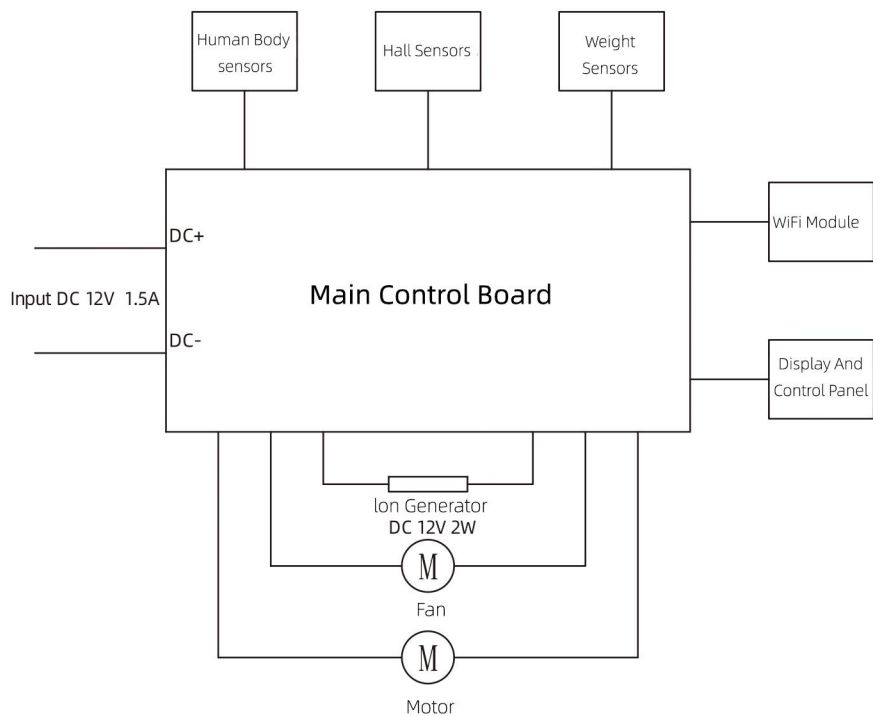 Human Body
sensors
Hall Sensors
Weight
Sensors
WiFi Module
DC+
Input DC 12V 1.5A
Main Control Board
DC-
Display And
Control Panel
lon Generator
DC 12V 2W
M
Fan
M
Motor